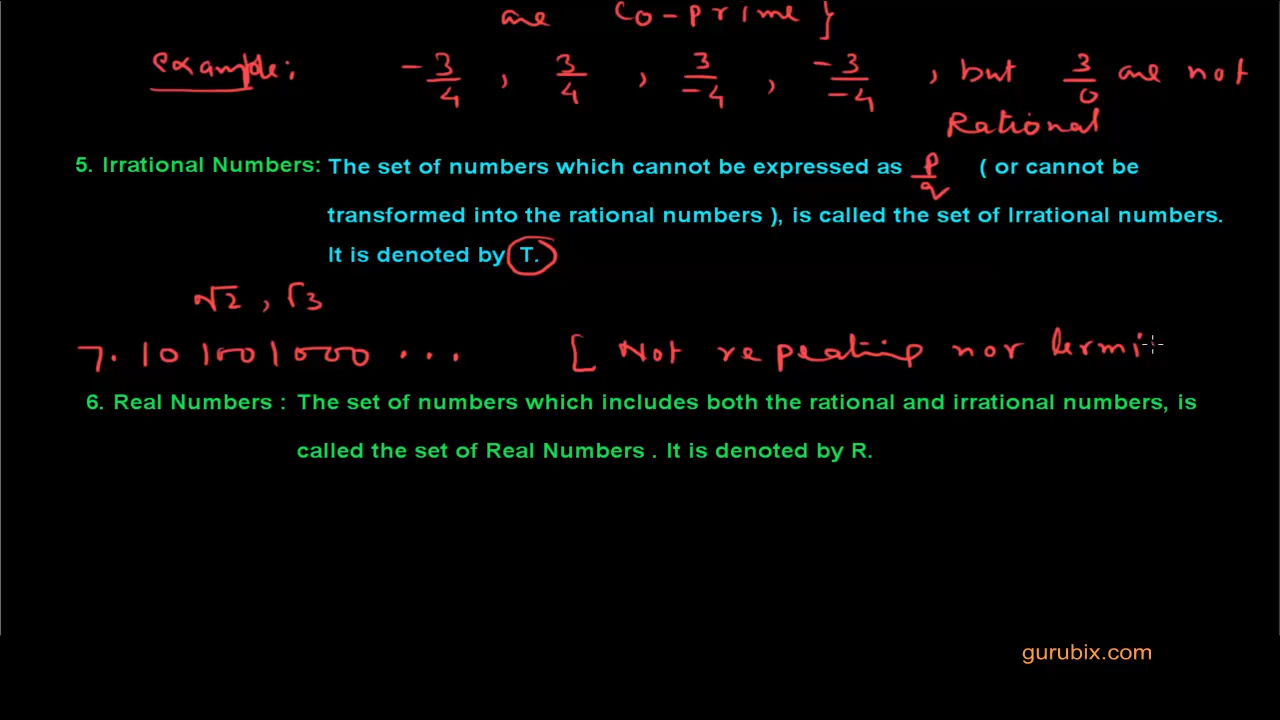 are Co-prime }
example: -3/4 , 3/4 , 3/-4 , -3/-4 , but 3/0 are not
Rational
5. Irrational Numbers: The set of numbers which cannot be expressed as p/q ( or cannot be
transformed into the rational numbers ), is called the set of Irrational numbers.
It is denoted by T.
√2 , √3
7.101001000 ... [ Not repeating nor termi
6. Real Numbers : The set of numbers which includes both the rational and irrational numbers, is
called the set of Real Numbers . It is denoted by R.
gurubix.com